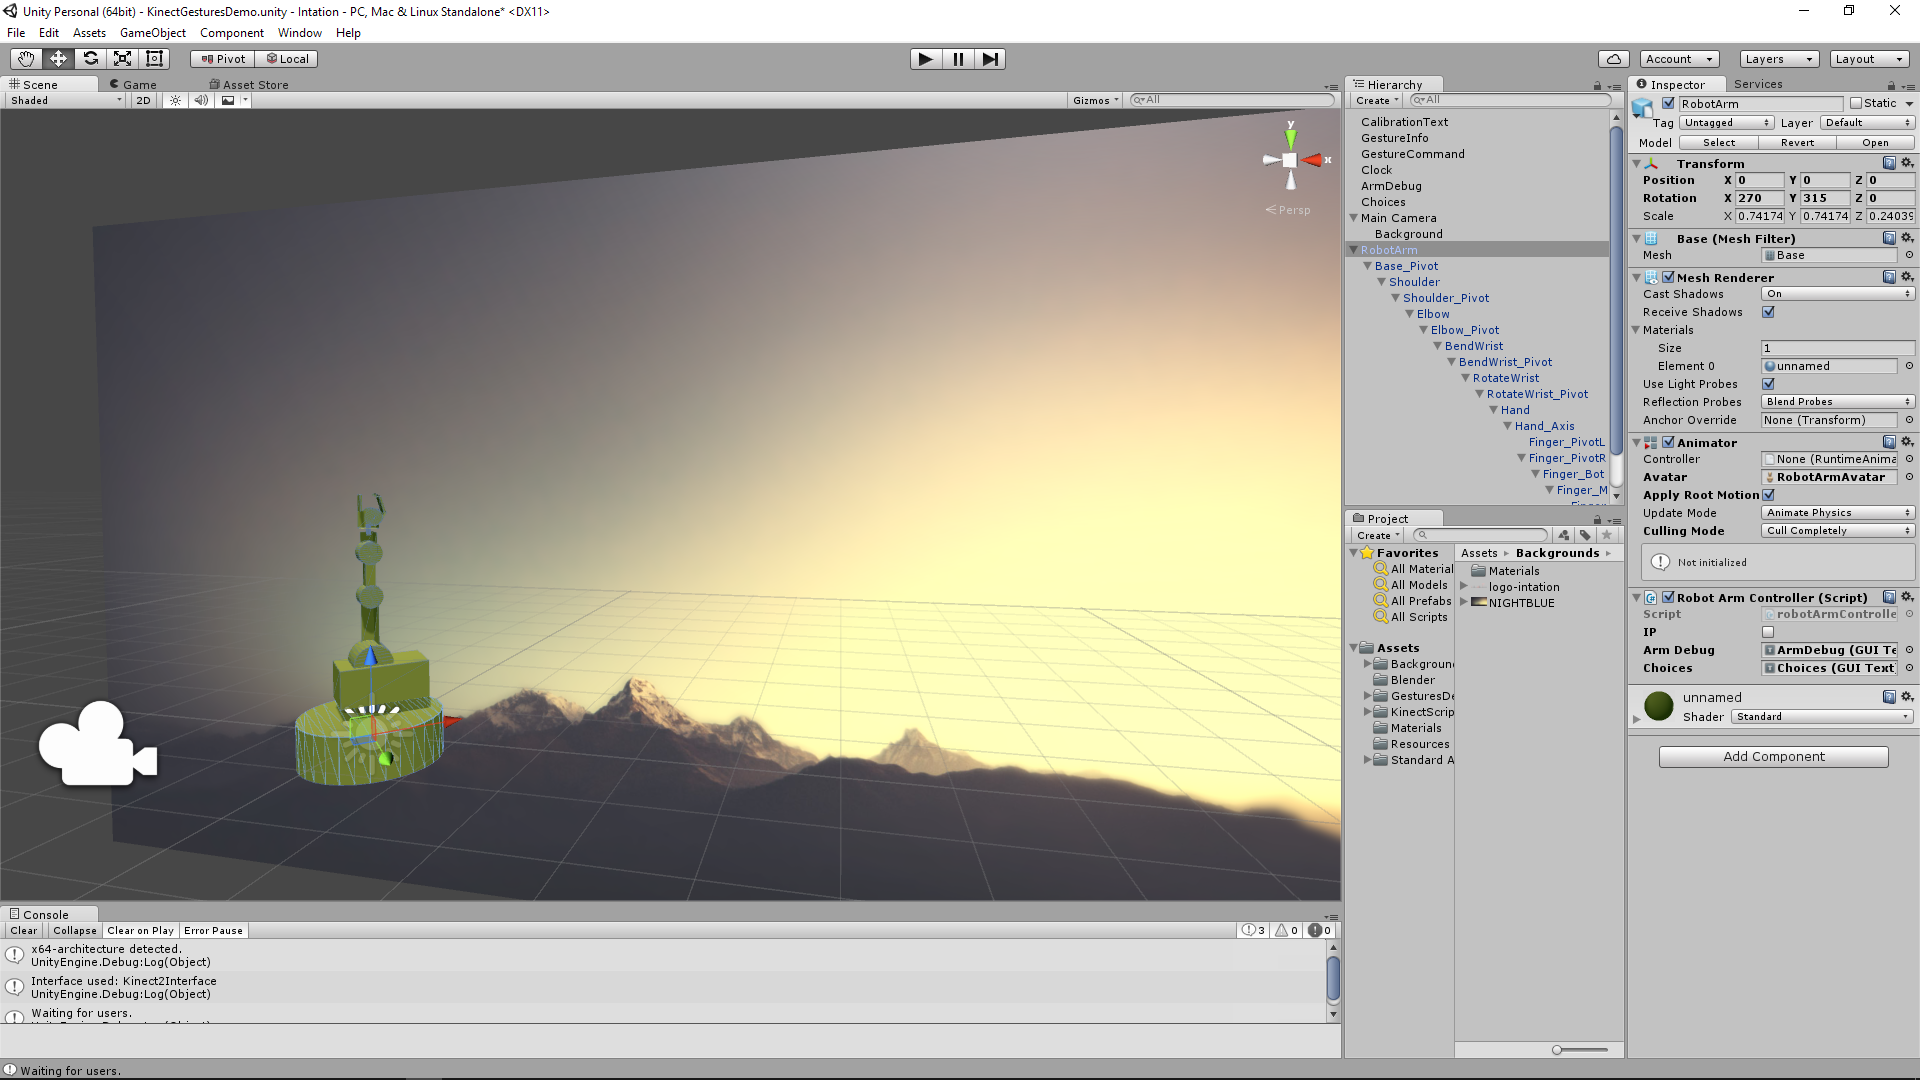 Unity Personal (64bit) - KinectGesturesDemo.unity - Intation - PC, Mac & Linux Standalone* <DX11>
File Edit Assets GameObject Component Window Help
Pivot Local Account Layers Layout
Scene Game Asset Store
Shaded 2D Gizmos All
y
x
Persp
Hierarchy
Create All
CalibrationText
GestureInfo
GestureCommand
Clock
ArmDebug
Choices
Main Camera
Background
RobotArm
Base_Pivot
Shoulder
Shoulder_Pivot
Elbow
Elbow_Pivot
BendWrist
BendWrist_Pivot
RotateWrist
RotateWrist_Pivot
Hand
Hand_Axis
Finger_PivotL
Finger_PivotR
Finger_Bot
Finger_M
Project
Create
Favorites
All Material
All Models
All Prefabs
All Scripts
Assets
Backgroun
Blender
GesturesDe
KinectScrip
Materials
Resources
Standard A
Assets Backgrounds
Materials
logo-intation
NIGHTBLUE
Inspector Services
RobotArm Static
Tag Untagged Layer Default
Model Select Revert Open
Transform
Position X 0 Y 0 Z 0
Rotation X 270 Y 315 Z 0
Scale X 0.74174 Y 0.74174 Z 0.24039
Base (Mesh Filter)
Mesh Base
Mesh Renderer
Cast Shadows On
Receive Shadows
Materials
Size 1
Element 0 unnamed
Use Light Probes
Reflection Probes Blend Probes
Anchor Override None (Transform)
Animator
Controller None (RuntimeAnima
Avatar RobotArmAvatar
Apply Root Motion
Update Mode Animate Physics
Culling Mode Cull Completely
Not initialized
Robot Arm Controller (Script)
Script robotArmControlle
IP
Arm Debug ArmDebug (GUI Te
Choices Choices (GUI Text)
unnamed
Shader Standard
Add Component
Console
Clear Collapse Clear on Play Error Pause 3 0 0
x64-architecture detected.
UnityEngine.Debug:Log(Object)
Interface used: Kinect2Interface
UnityEngine.Debug:Log(Object)
Waiting for users.
Waiting for users.